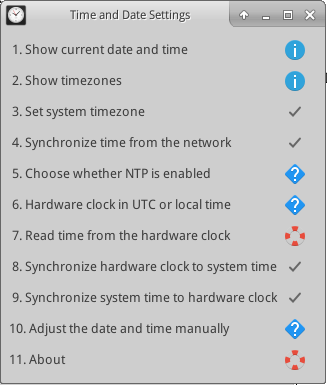 Time and Date Settings
1. Show current date and time
2. Show timezones
3. Set system timezone
4. Synchronize time from the network
5. Choose whether NTP is enabled
6. Hardware clock in UTC or local time
7. Read time from the hardware clock
8. Synchronize hardware clock to system time
9. Synchronize system time to hardware clock
10. Adjust the date and time manually
11. About